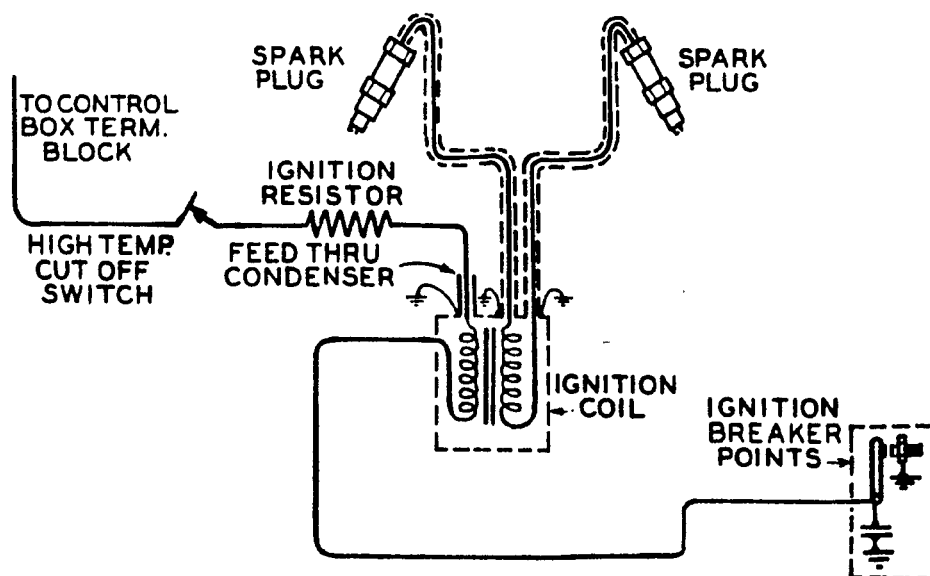 SPARK
PLUG
SPARK
PLUG
TO CONTROL
BOX TERM.
BLOCK
IGNITION
RESISTOR
HIGH TEMP.
CUT OFF
SWITCH
FEED THRU
CONDENSER
IGNITION
COIL
IGNITION
BREAKER
POINTS